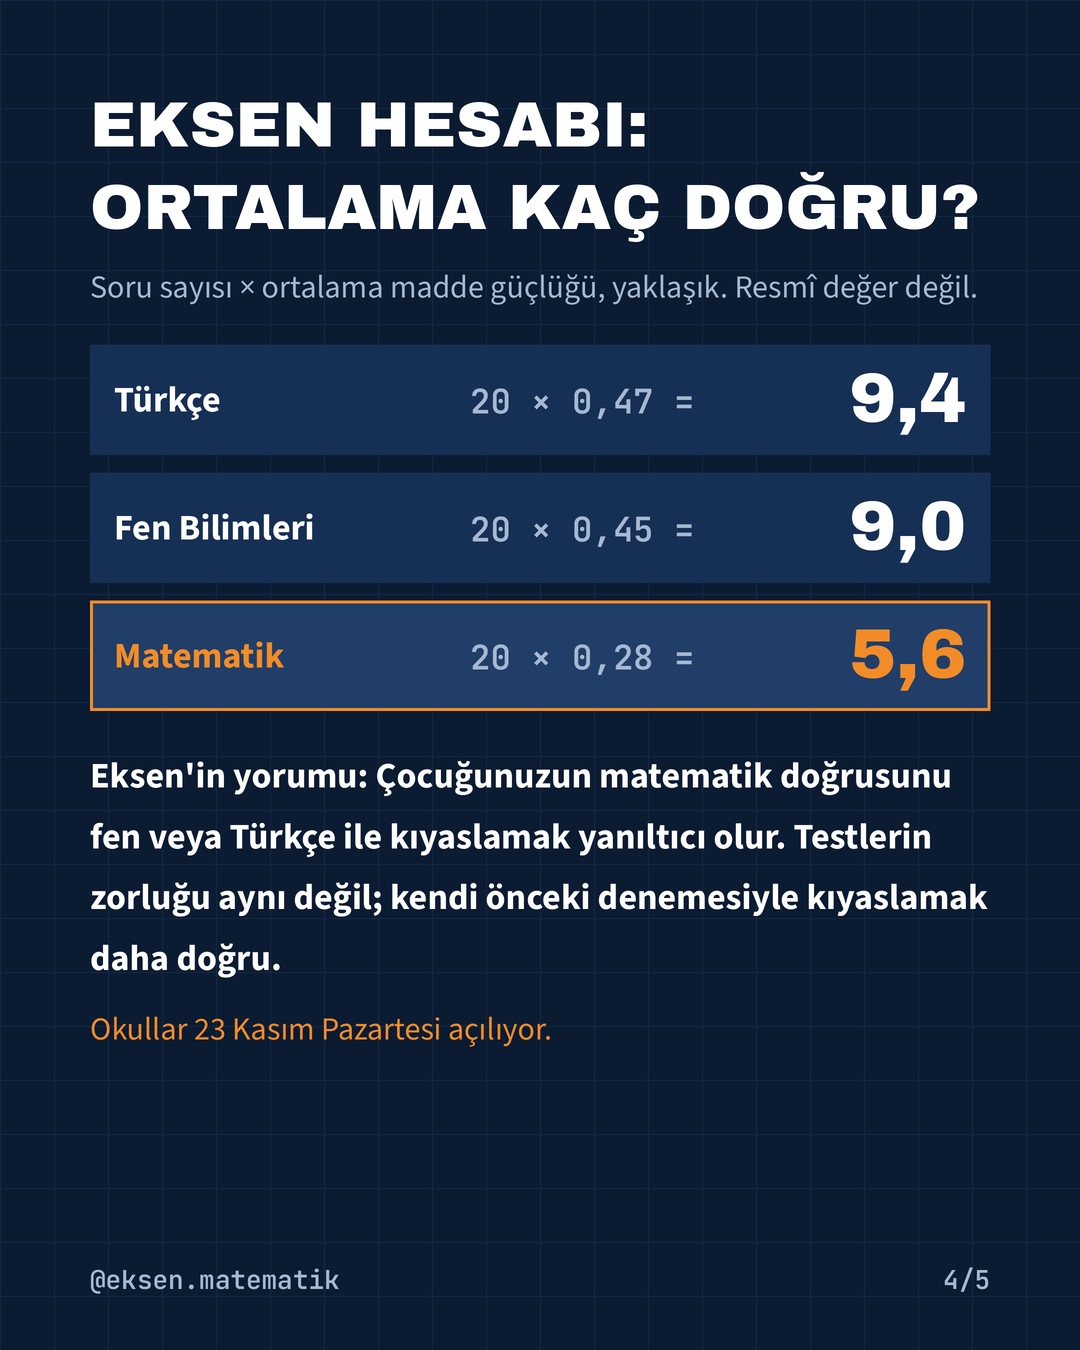 EKSEN HESABI:
ORTALAMA KAÇ DOĞRU?
Soru sayısı × ortalama madde güçlüğü, yaklaşık. Resmî değer değil.
Türkçe 20 × 0,47 = 9,4
Fen Bilimleri 20 × 0,45 = 9,0
Matematik 20 × 0,28 = 5,6
Eksen'in yorumu: Çocuğunuzun matematik doğrusunu
fen veya Türkçe ile kıyaslamak yanıltıcı olur. Testlerin
zorluğu aynı değil; kendi önceki denemesiyle kıyaslamak
daha doğru.
Okullar 23 Kasım Pazartesi açılıyor.
@eksen.matematik 4/5